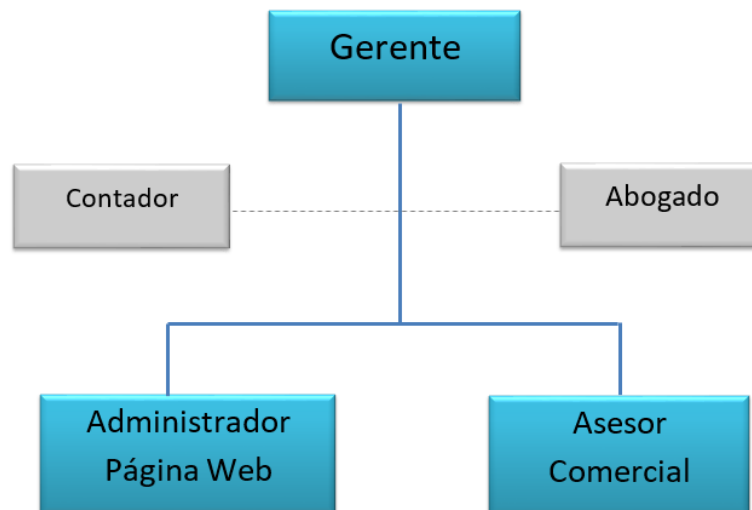 Gerente
Contador
Abogado
Administrador
Página Web
Asesor
Comercial